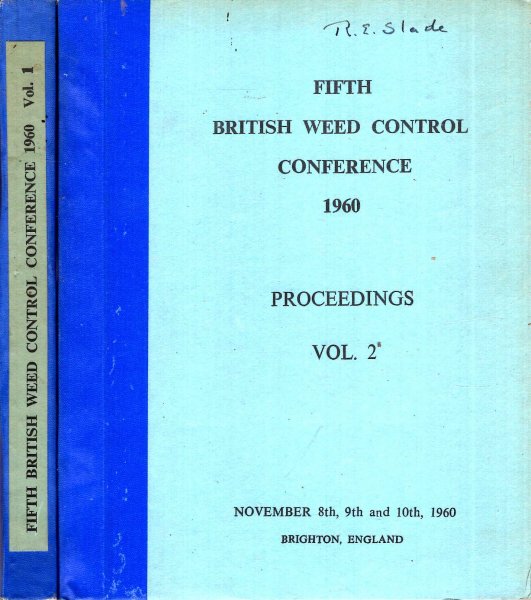 FIFTH BRITISH WEED CONTROL CONFERENCE 1960 Vol. 1
R.E. Slade
FIFTH
BRITISH WEED CONTROL
CONFERENCE
1960
PROCEEDINGS
VOL. 2
NOVEMBER 8th, 9th and 10th, 1960
BRIGHTON, ENGLAND